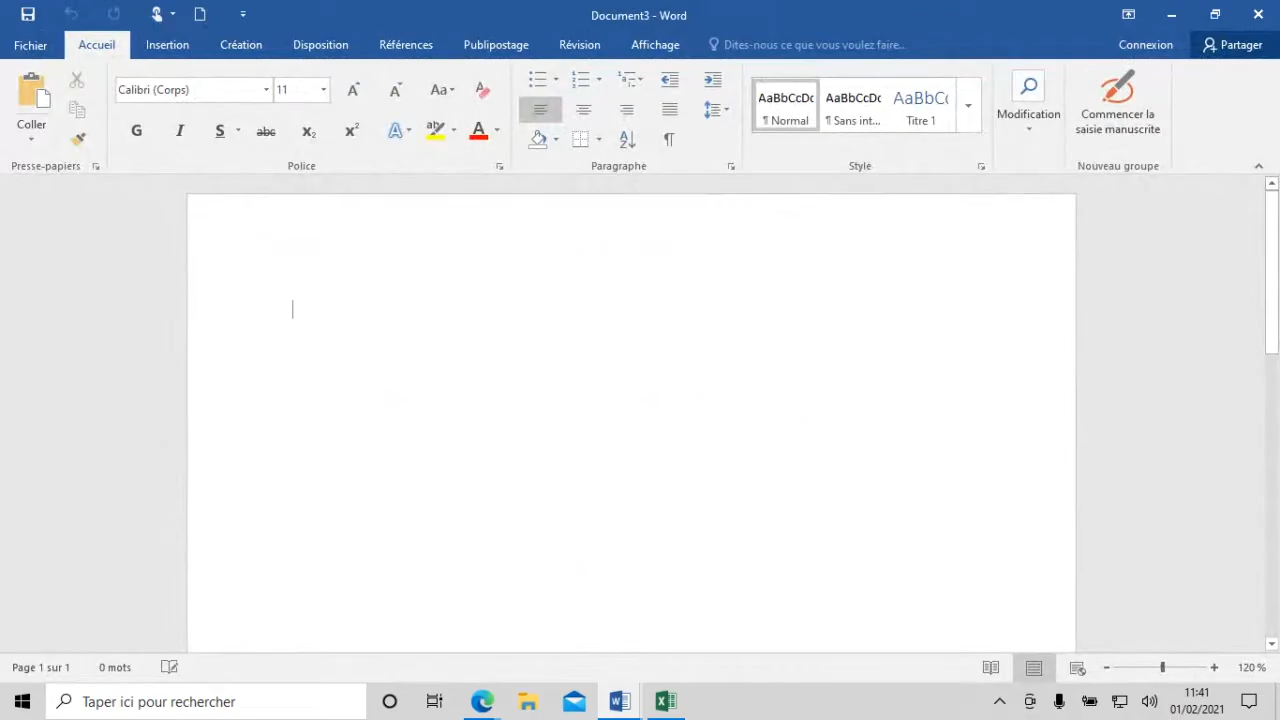 Document3 - Word
Fichier Accueil Insertion Création Disposition Références Publipostage Révision Affichage Dites-nous ce que vous voulez faire... Connexion Partager
Coller
Calibri (Corps) 11 A A Aa
G I S abc x₂ x² A aby A
AaBbCcDc AaBbCcDc AaBbCc
¶ Normal ¶ Sans int... Titre 1
Modification
Commencer la
saisie manuscrite
Presse-papiers Police Paragraphe Style Nouveau groupe
Page 1 sur 1 0 mots 120 %
Taper ici pour rechercher
11:41
01/02/2021